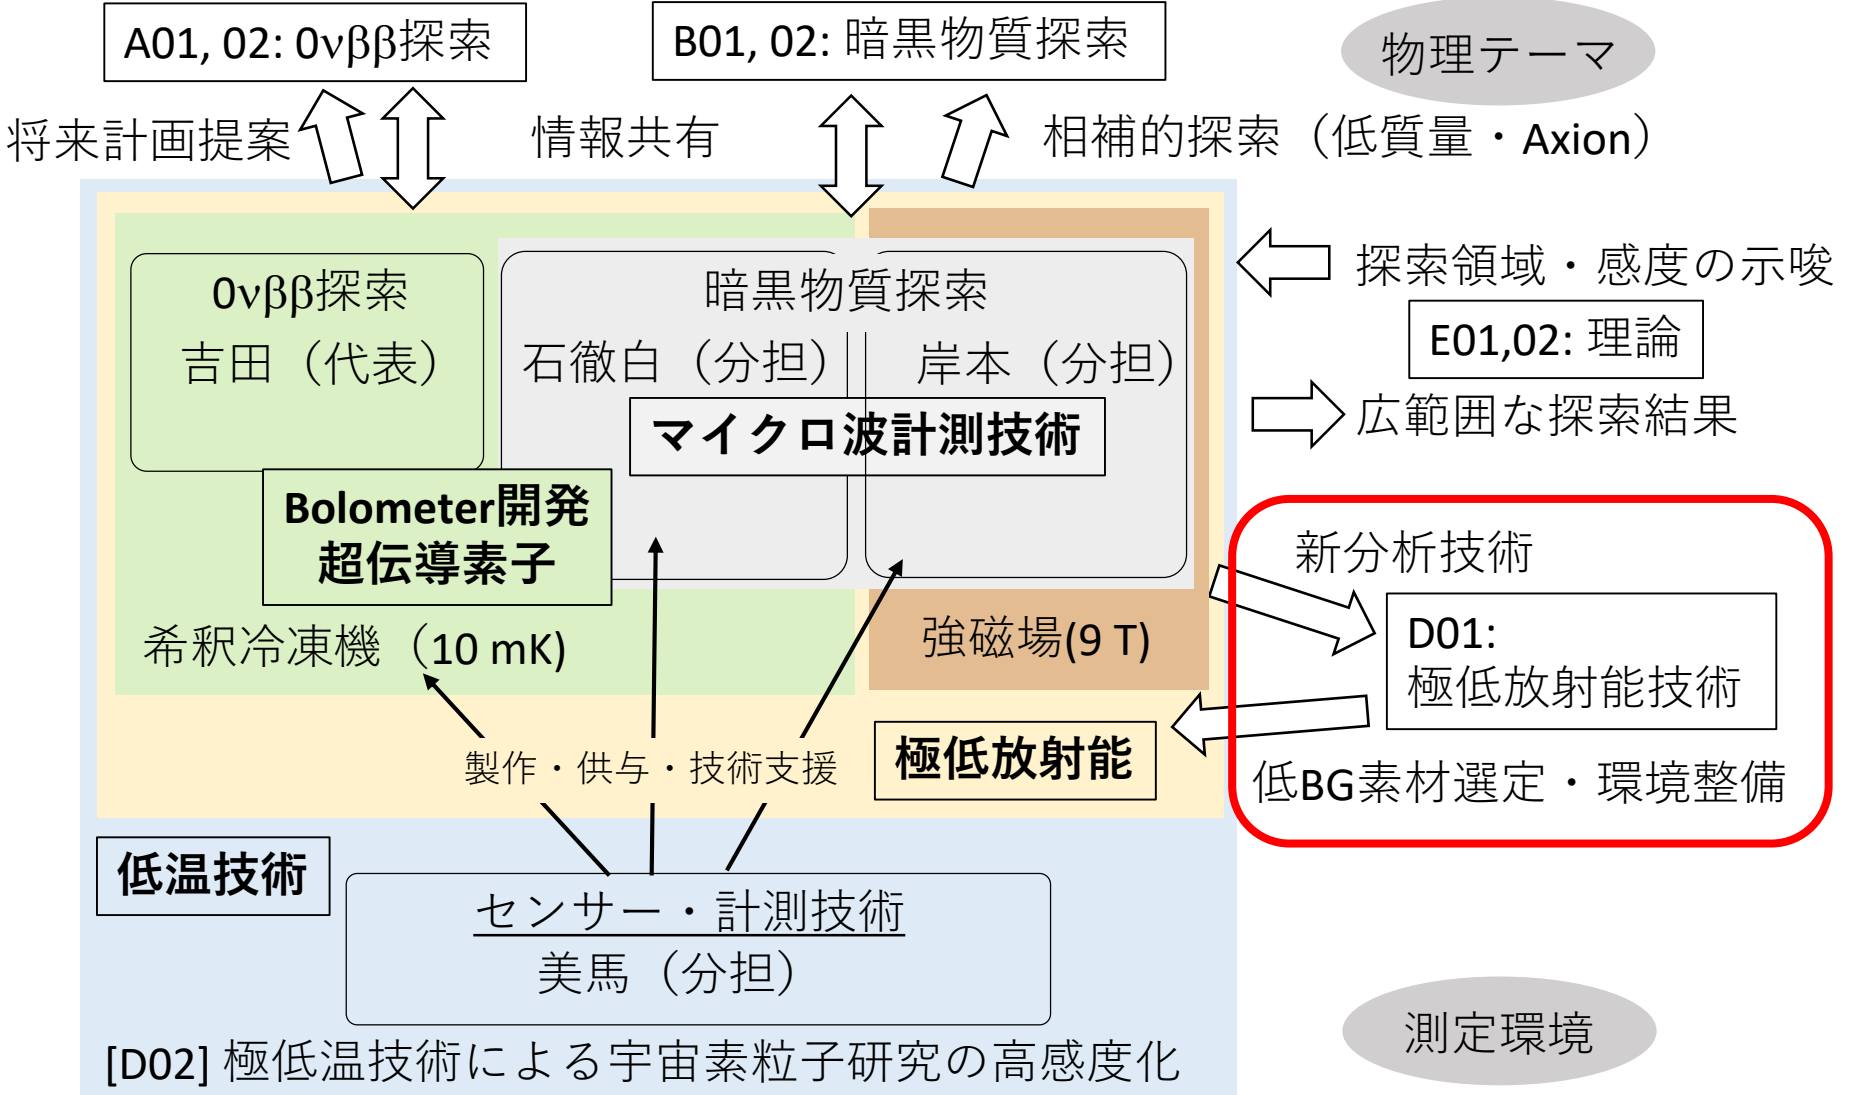 A01, 02: 0νββ探索
B01, 02: 暗黒物質探索
物理テーマ
将来計画提案
情報共有
相補的探索（低質量・Axion）
0νββ探索
吉田（代表）
暗黒物質探索
石徹白（分担）
岸本（分担）
マイクロ波計測技術
Bolometer開発
超伝導素子
希釈冷凍機（10 mK)
強磁場(9 T)
探索領域・感度の示唆
E01,02: 理論
広範囲な探索結果
新分析技術
D01:
極低放射能技術
低BG素材選定・環境整備
極低放射能
製作・供与・技術支援
低温技術
センサー・計測技術
美馬（分担）
[D02] 極低温技術による宇宙素粒子研究の高感度化
測定環境